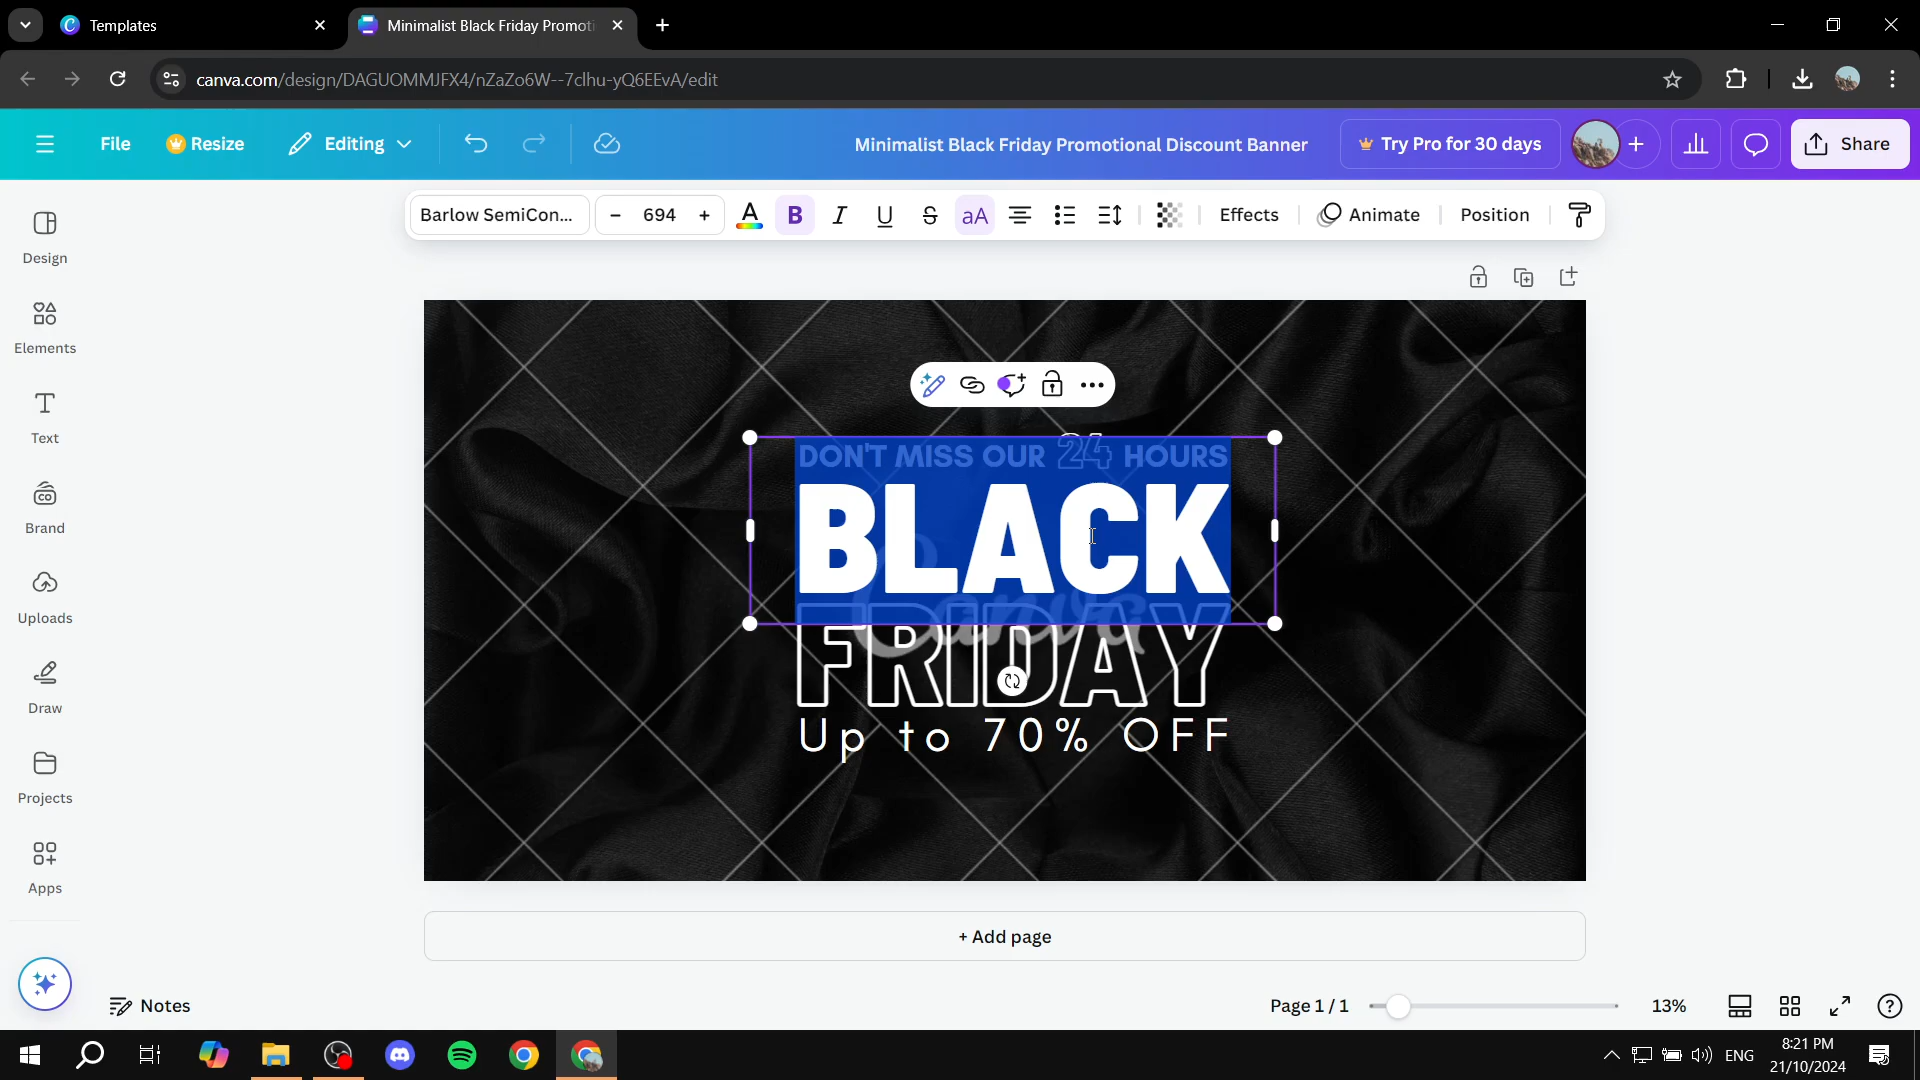 Templates
Minimalist Black Friday Promoti
canva.com/design/DAGUOMMJFX4/nZaZo6W--7clhu-yQ6EEvA/edit
File
Resize
Editing
Minimalist Black Friday Promotional Discount Banner
Try Pro for 30 days
Share
Barlow SemiCon...
– 694 +
A
B
I
U
S
aA
Effects
Animate
Position
Design
Elements
Text
Brand
Uploads
Draw
Projects
Apps
DON'T MISS OUR 24 HOURS
BLACK
Canva
FRIDAY
Up to 70% OFF
+ Add page
Notes
Page 1 / 1
13%
ENG
8:21 PM
21/10/2024